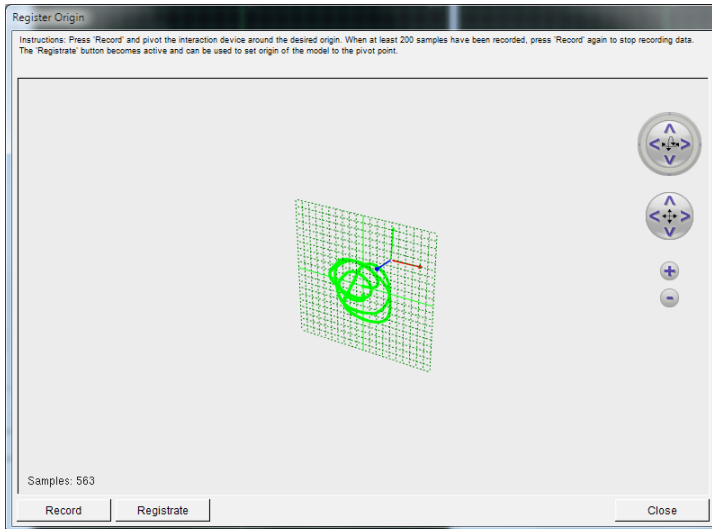 Register Origin
Instructions: Press 'Record' and pivot the interaction device around the desired origin. When at least 200 samples have been recorded, press 'Record' again to stop recording data.
The 'Registrate' button becomes active and can be used to set origin of the model to the pivot point.
Samples: 563
Record Registrate Close